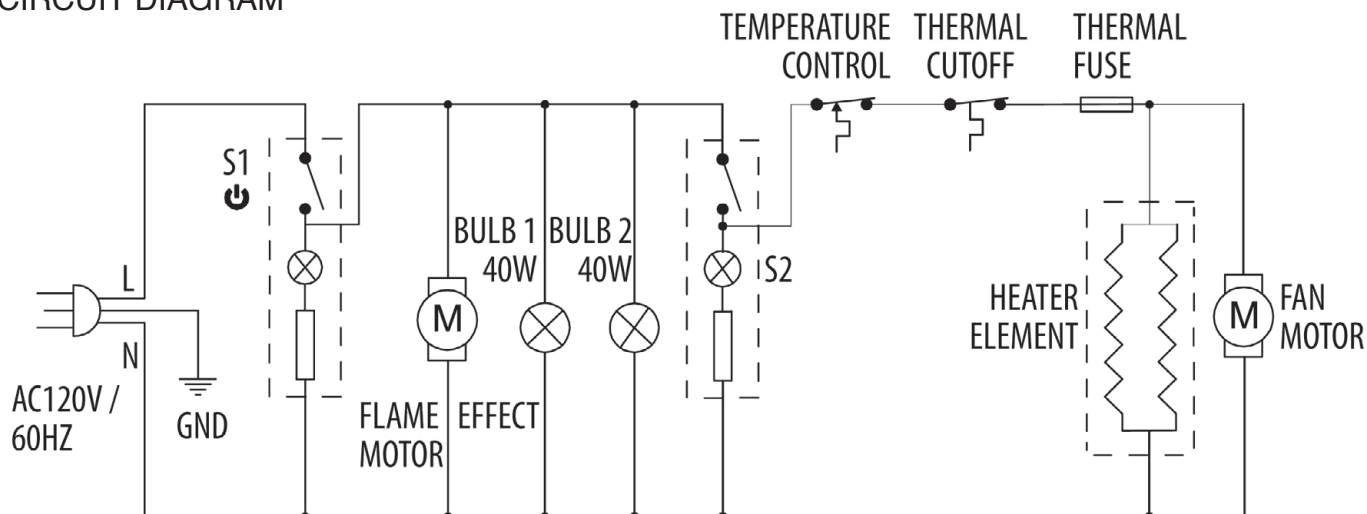 CIRCUIT DIAGRAM
TEMPERATURE
CONTROL
THERMAL
CUTOFF
THERMAL
FUSE
S1
L
N
AC120V /
60HZ
GND
FLAME EFFECT
MOTOR
M
BULB 1
40W
BULB 2
40W
S2
HEATER
ELEMENT
M
FAN
MOTOR